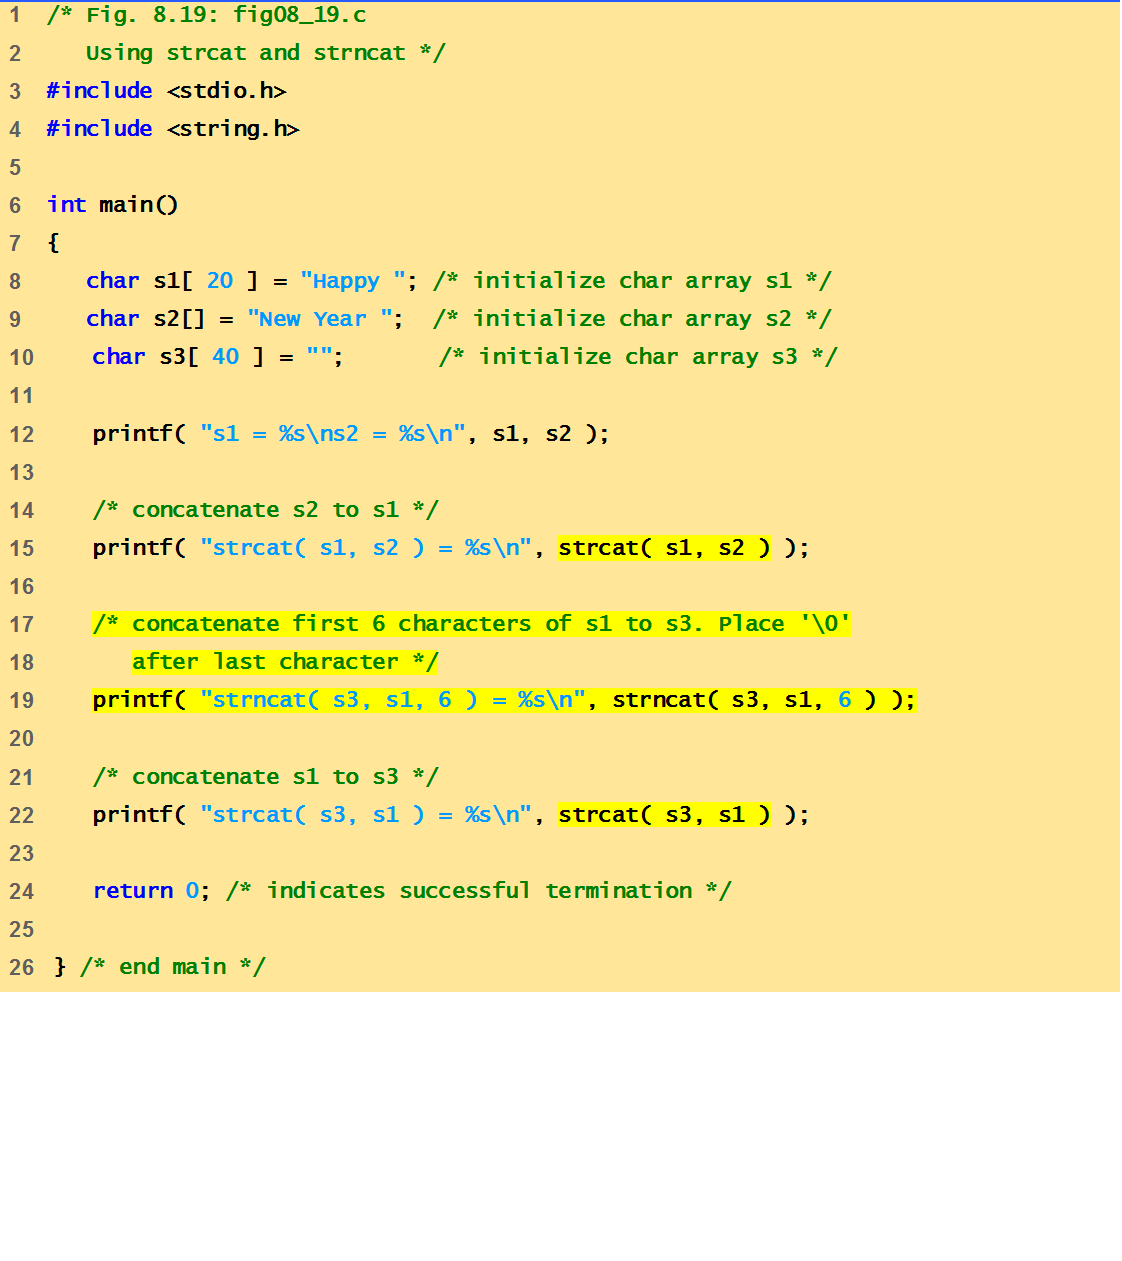 1 /* Fig. 8.19: fig08_19.c
2 Using strcat and strncat */
3 #include <stdio.h>
4 #include <string.h>
5
6 int main()
7 {
8 char s1[ 20 ] = "Happy "; /* initialize char array s1 */
9 char s2[] = "New Year "; /* initialize char array s2 */
10 char s3[ 40 ] = ""; /* initialize char array s3 */
11
12 printf( "s1 = %s\ns2 = %s\n", s1, s2 );
13
14 /* concatenate s2 to s1 */
15 printf( "strcat( s1, s2 ) = %s\n", strcat( s1, s2 ) );
16
17 /* concatenate first 6 characters of s1 to s3. Place '\0'
18 after last character */
19 printf( "strncat( s3, s1, 6 ) = %s\n", strncat( s3, s1, 6 ) );
20
21 /* concatenate s1 to s3 */
22 printf( "strcat( s3, s1 ) = %s\n", strcat( s3, s1 ) );
23
24 return 0; /* indicates successful termination */
25
26 } /* end main */